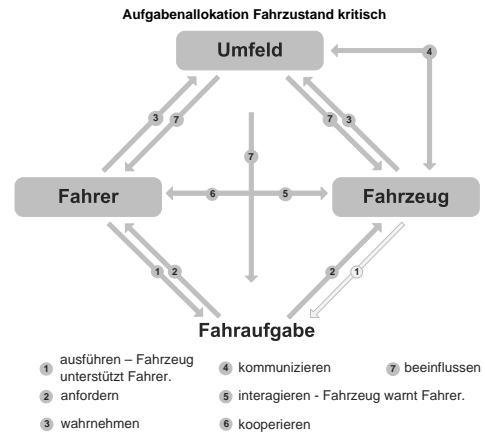 Aufgabenallokation Fahrzustand kritisch
Umfeld
4
3
7
7
3
7
Fahrer
6
5
Fahrzeug
1
2
2
1
Fahraufgabe
1 ausführen – Fahrzeug
unterstützt Fahrer.
2 anfordern
3 wahrnehmen
4 kommunizieren
5 interagieren - Fahrzeug warnt Fahrer.
6 kooperieren
7 beeinflussen